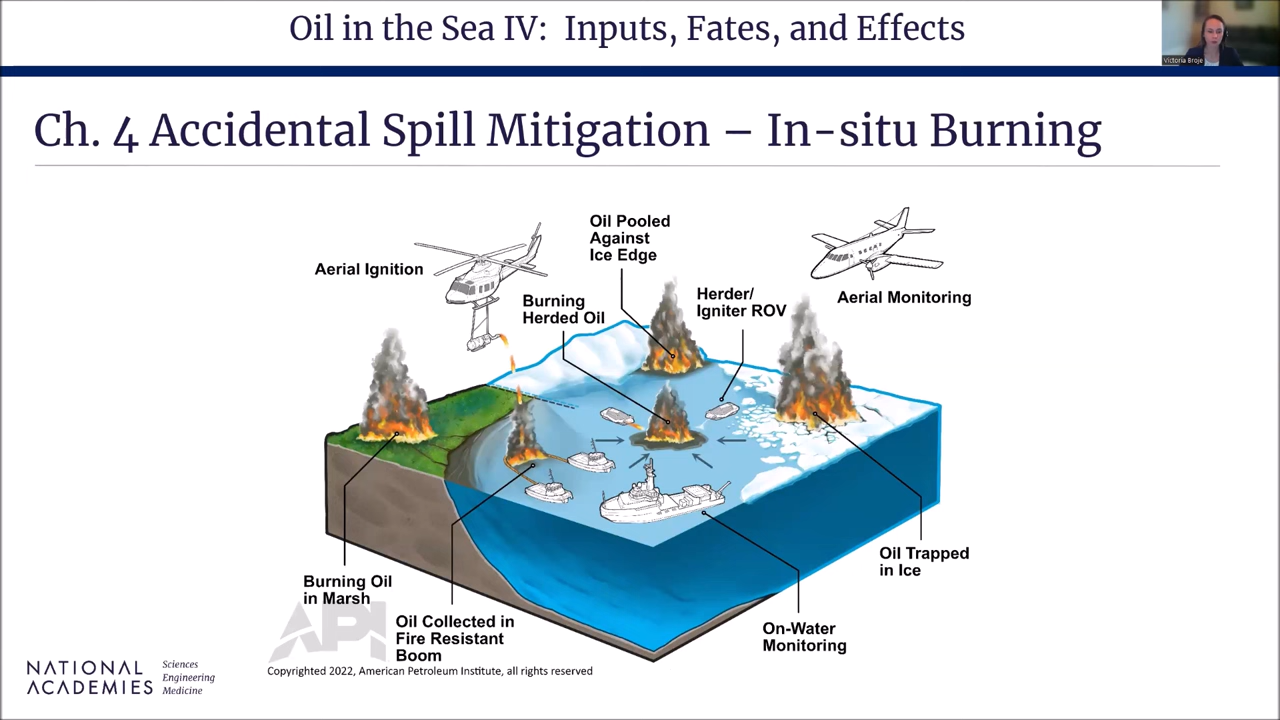 Oil in the Sea IV: Inputs, Fates, and Effects
Victoria Broje
Ch. 4 Accidental Spill Mitigation – In-situ Burning
Oil Pooled
Against
Ice Edge
Aerial Ignition
Burning
Herded Oil
Herder/
Igniter ROV
Aerial Monitoring
Burning Oil
in Marsh
Oil Collected in
Fire Resistant
Boom
On-Water
Monitoring
Oil Trapped
in Ice
API
Copyrighted 2022, American Petroleum Institute, all rights reserved
NATIONAL
ACADEMIES
Sciences
Engineering
Medicine